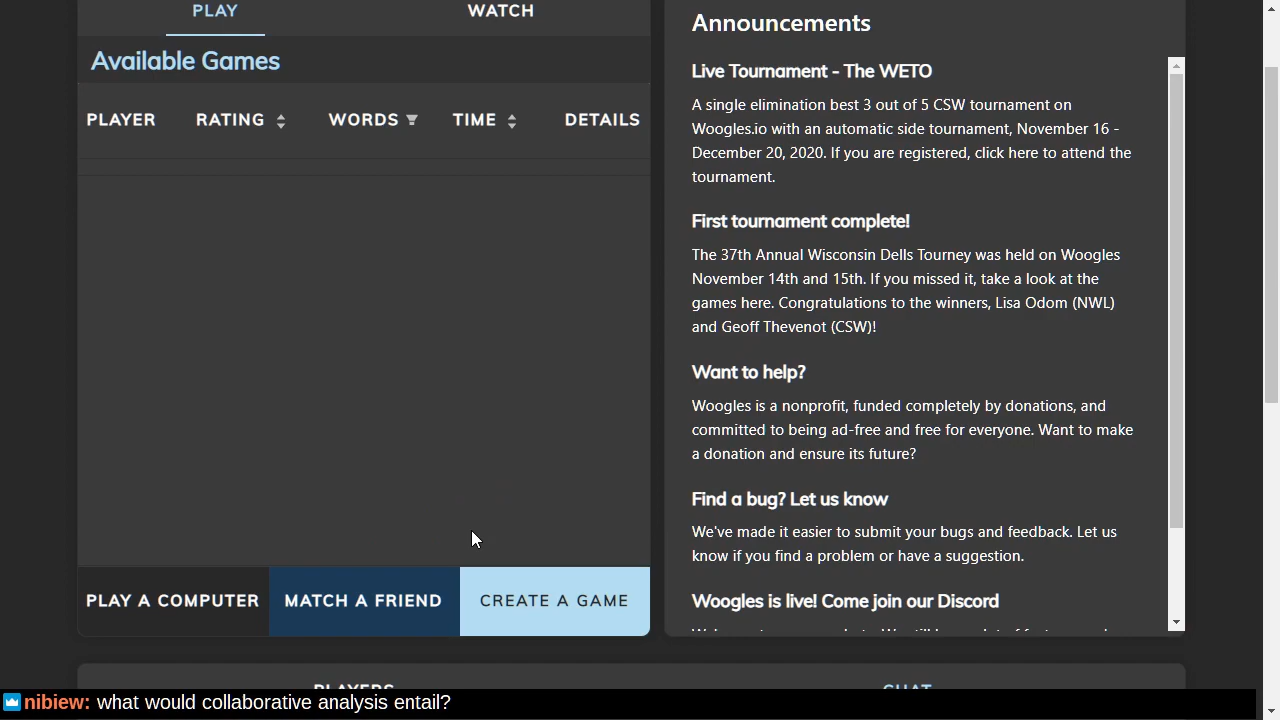 PLAY
WATCH
Available Games
PLAYER
RATING
WORDS
TIME
DETAILS
PLAY A COMPUTER
MATCH A FRIEND
CREATE A GAME
Announcements
Live Tournament - The WETO
A single elimination best 3 out of 5 CSW tournament on
Woogles.io with an automatic side tournament, November 16 -
December 20, 2020. If you are registered, click here to attend the
tournament.
First tournament complete!
The 37th Annual Wisconsin Dells Tourney was held on Woogles
November 14th and 15th. If you missed it, take a look at the
games here. Congratulations to the winners, Lisa Odom (NWL)
and Geoff Thevenot (CSW)!
Want to help?
Woogles is a nonprofit, funded completely by donations, and
committed to being ad-free and free for everyone. Want to make
a donation and ensure its future?
Find a bug? Let us know
We've made it easier to submit your bugs and feedback. Let us
know if you find a problem or have a suggestion.
Woogles is live! Come join our Discord
PLAYERS
CHAT
nibiew: what would collaborative analysis entail?